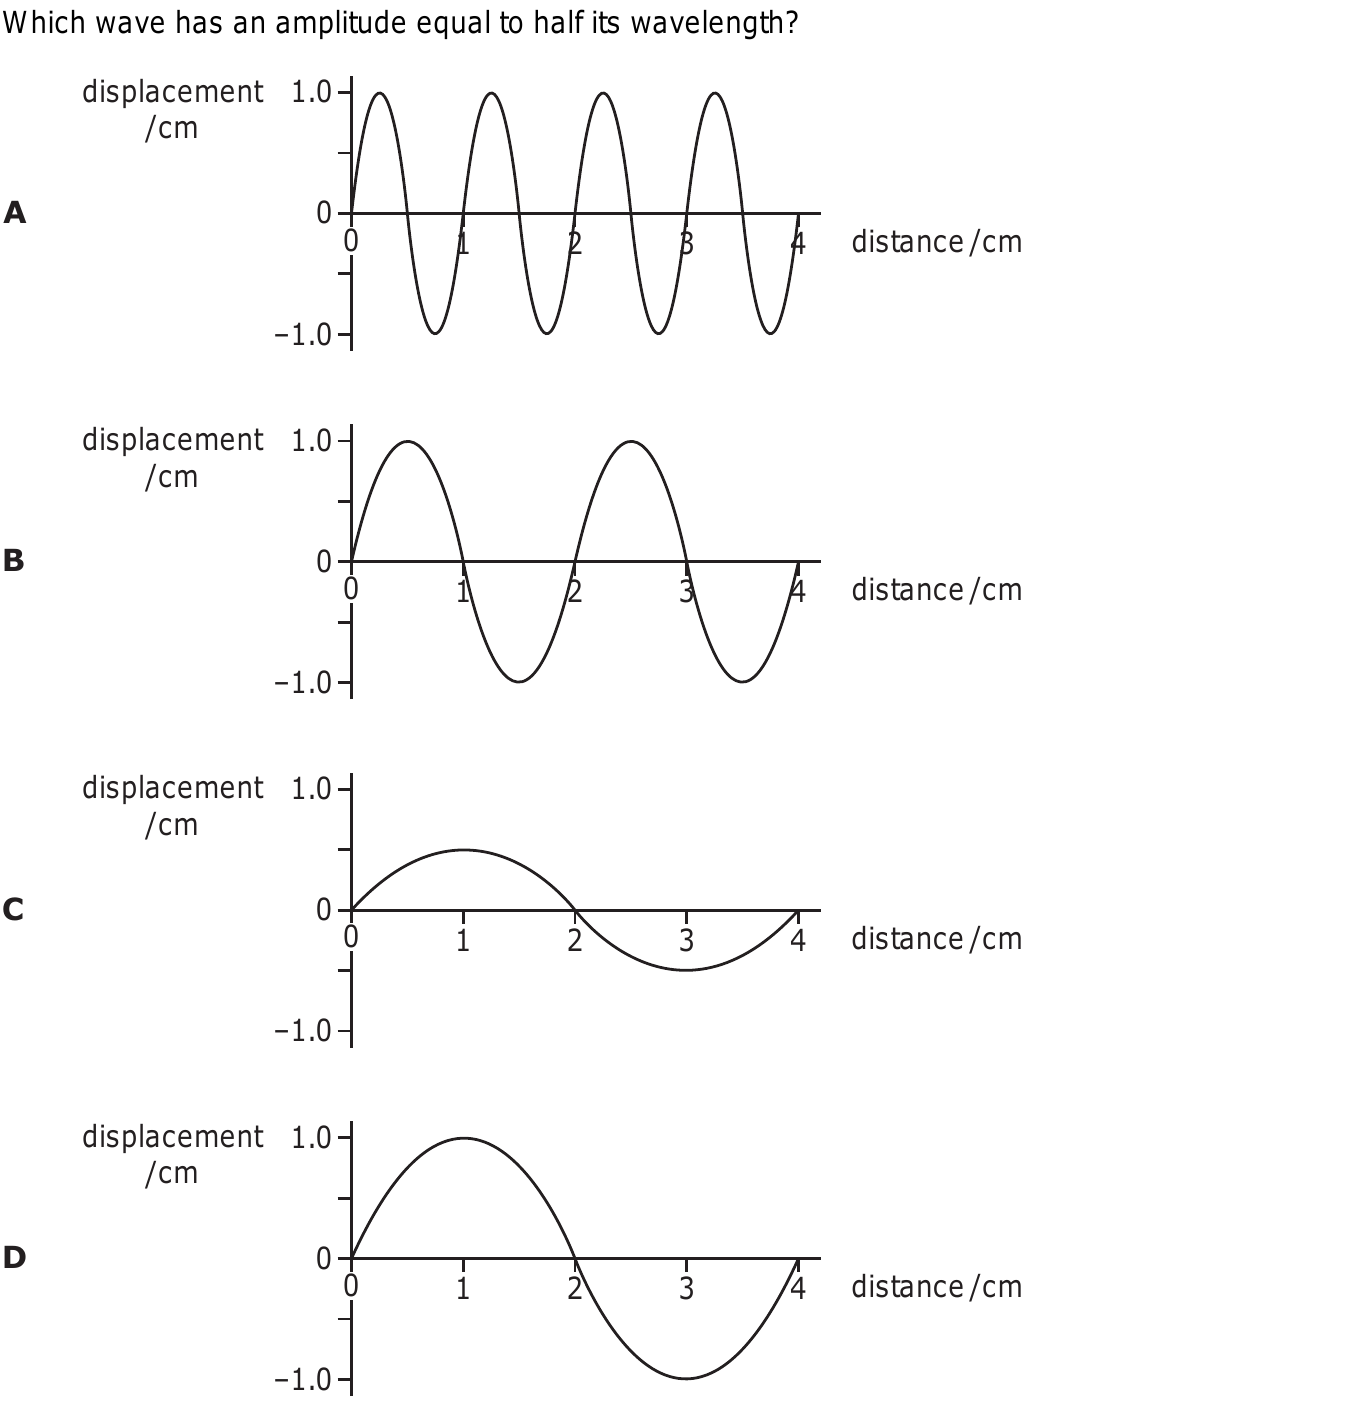 Which wave has an amplitude equal to half its wavelength?
displacement 1.0
/cm
A
0
0 1 2 3 4 distance/cm
–1.0
displacement 1.0
/cm
B
0
0 1 2 3 4 distance/cm
–1.0
displacement 1.0
/cm
C
0
0 1 2 3 4 distance/cm
–1.0
displacement 1.0
/cm
D
0
0 1 2 3 4 distance/cm
–1.0